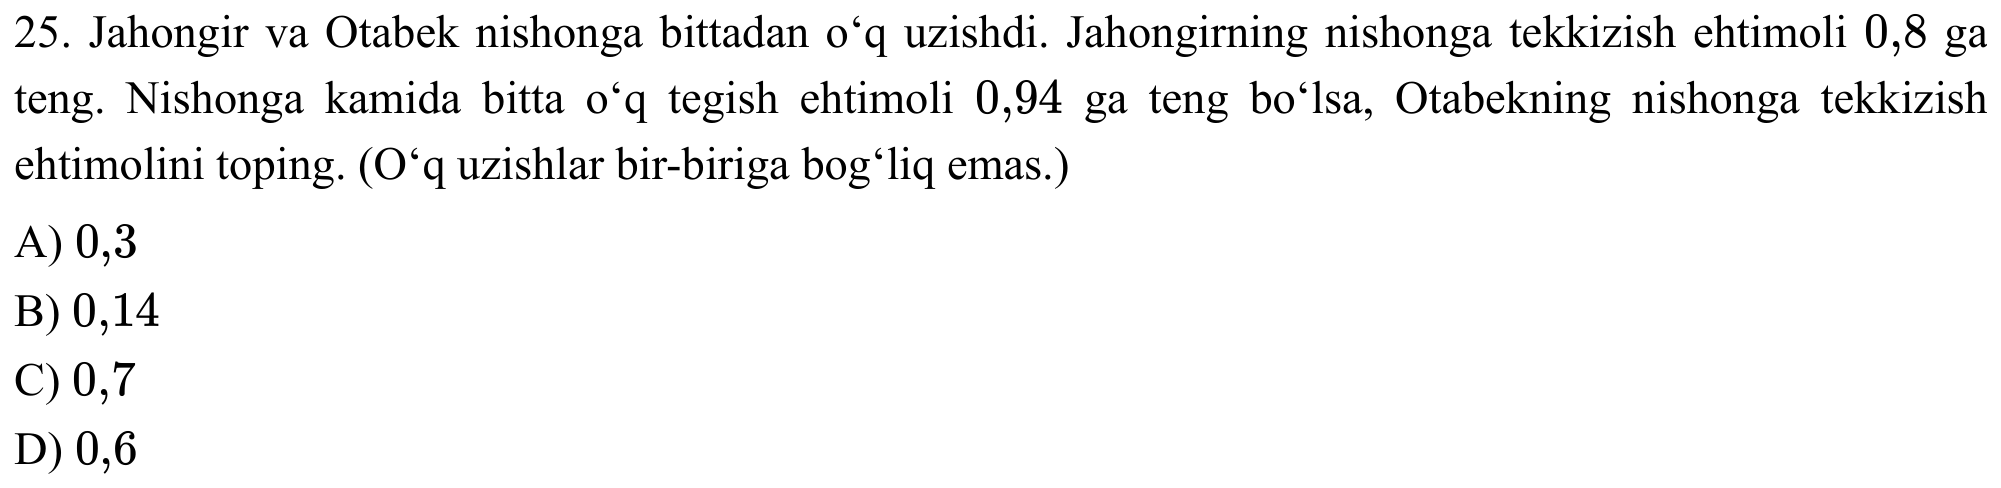 25. Jahongir va Otabek nishonga bittadan o‘q uzishdi. Jahongirning nishonga tekkizish ehtimoli 0,8 ga
teng. Nishonga kamida bitta o‘q tegish ehtimoli 0,94 ga teng bo‘lsa, Otabekning nishonga tekkizish
ehtimolini toping. (O‘q uzishlar bir-biriga bog‘liq emas.)
A) 0,3
B) 0,14
C) 0,7
D) 0,6